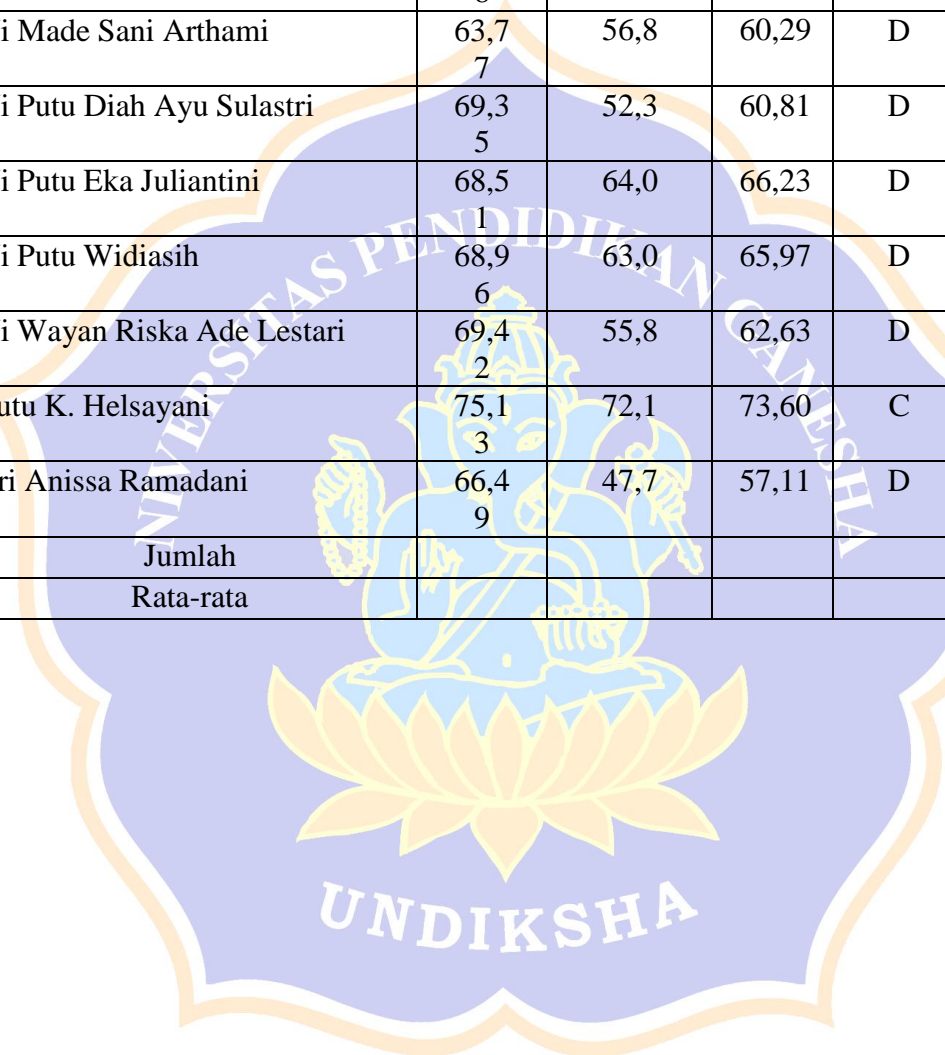 i Made Sani Arthami 63,7 56,8 60,29 D
7
i Putu Diah Ayu Sulastri 69,3 52,3 60,81 D
5
i Putu Eka Juliantini 68,5 64,0 66,23 D
1
i Putu Widiasih 68,9 63,0 65,97 D
6
i Wayan Riska Ade Lestari 69,4 55,8 62,63 D
2
utu K. Helsayani 75,1 72,1 73,60 C
3
ri Anissa Ramadani 66,4 47,7 57,11 D
9
Jumlah
Rata-rata
NIVERSITAS PENDIDIKAN GANESHA
UNDIKSHA